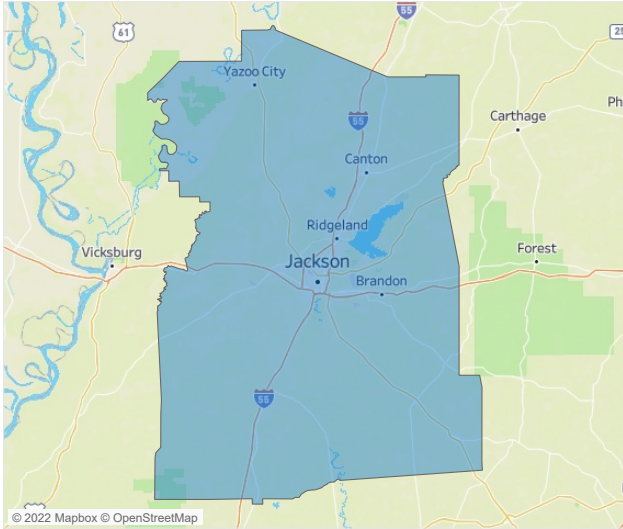 55
61
25
Yazoo City
Ph
Carthage
55
Canton
Ridgeland
Vicksburg
Forest
Jackson
Brandon
55
© 2022 Mapbox © OpenStreetMap